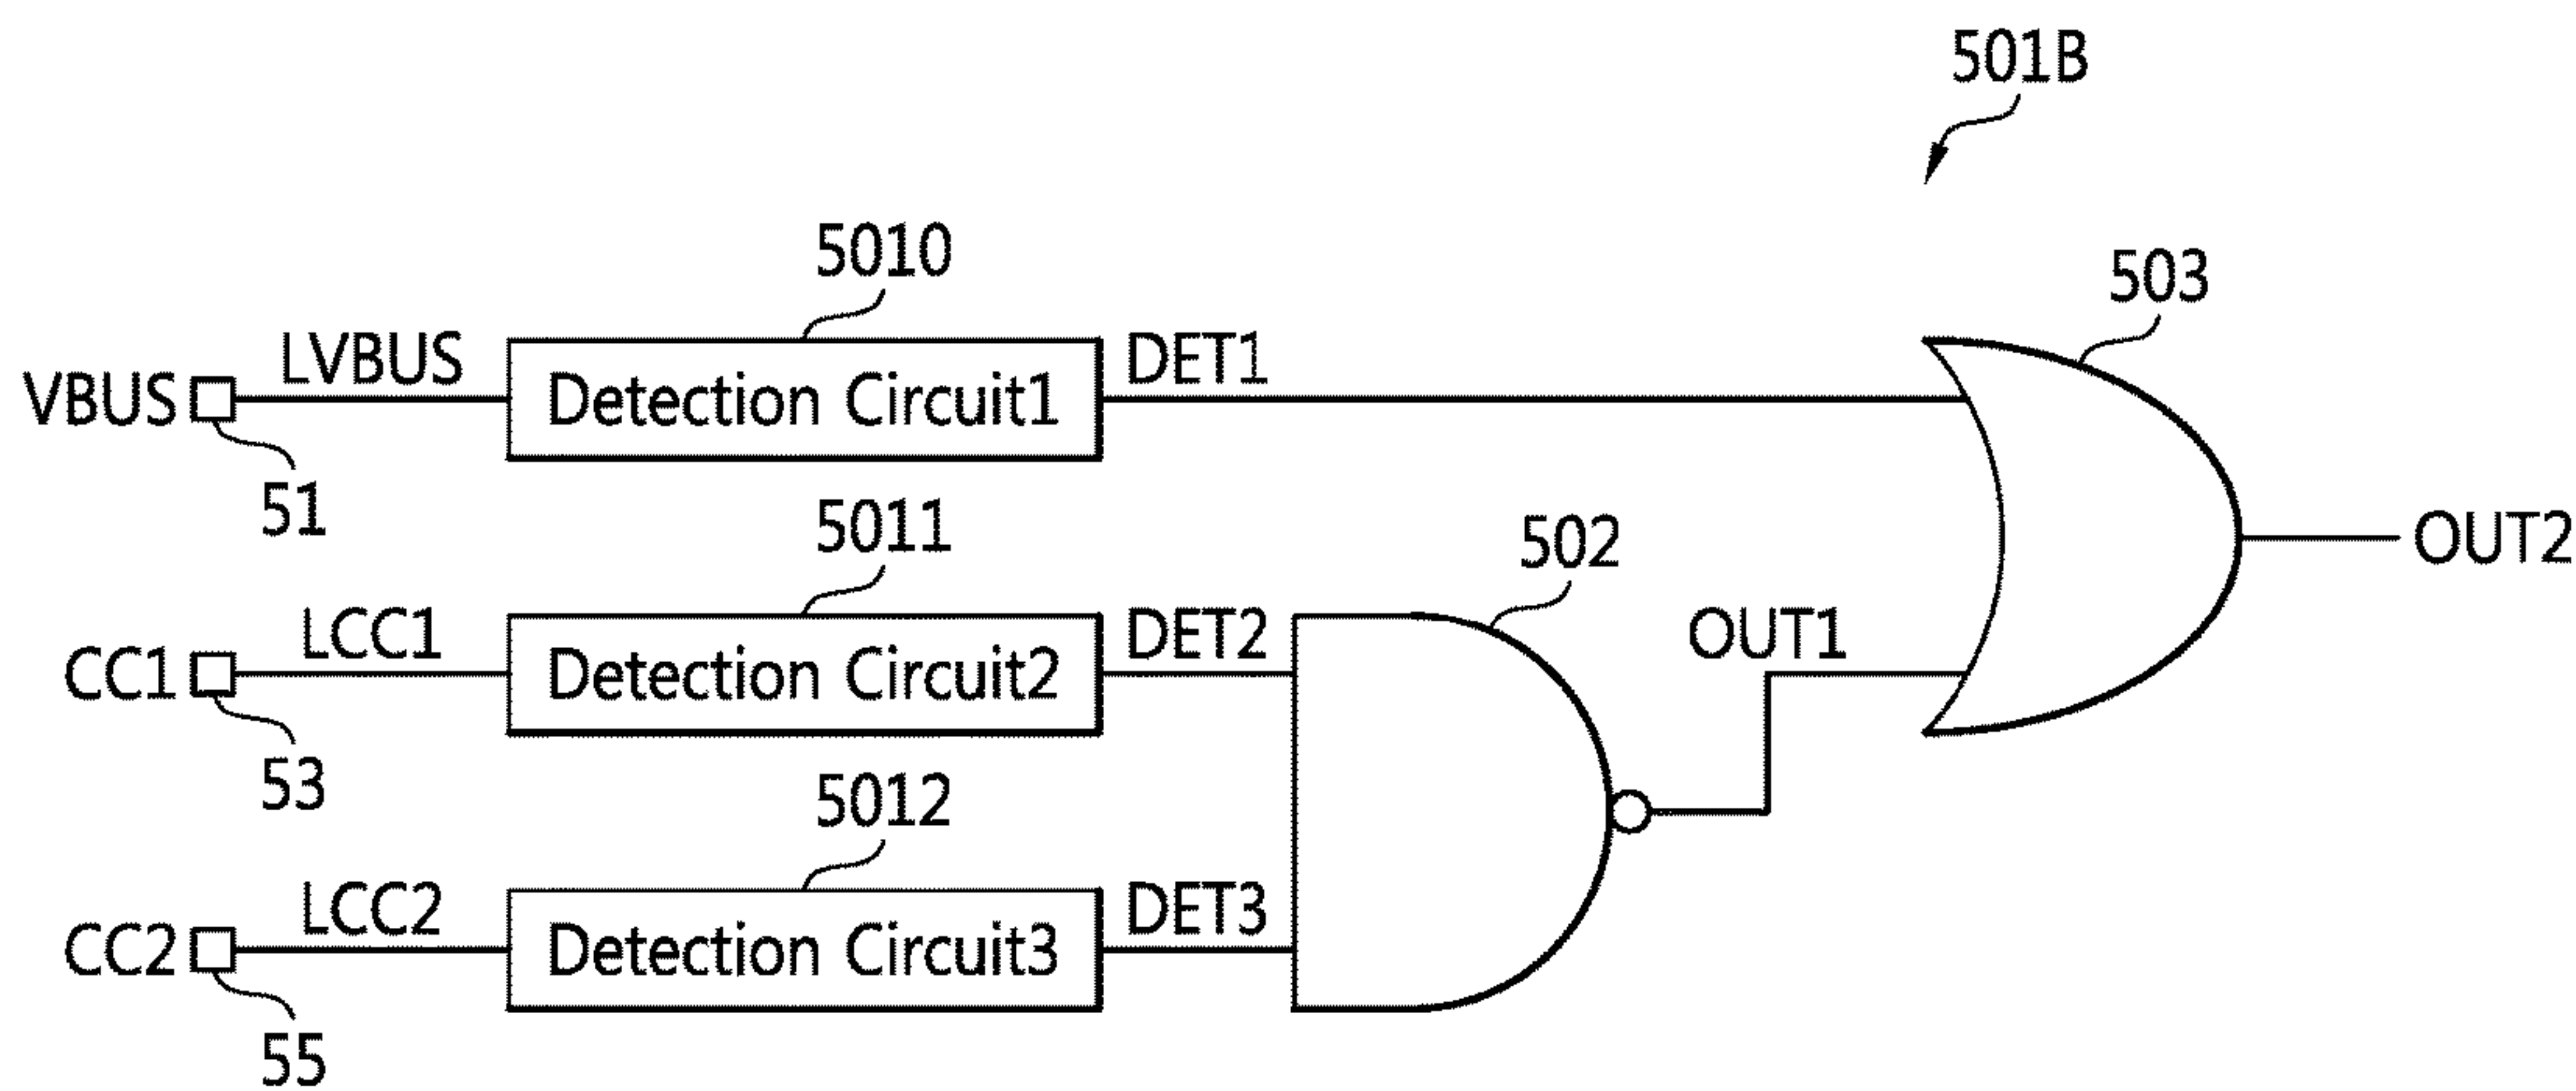 501B
5010
503
VBUS LVBUS Detection Circuit1 DET1
51
5011
502
OUT2
CC1 LCC1 Detection Circuit2 DET2 OUT1
53
5012
CC2 LCC2 Detection Circuit3 DET3
55